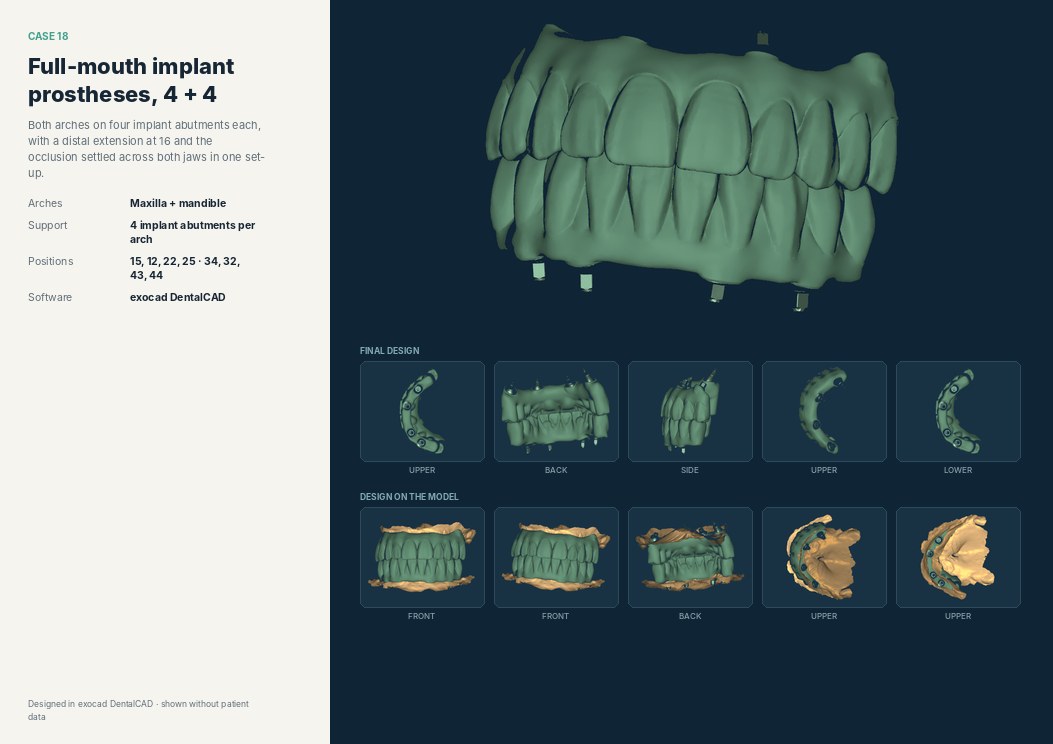 CASE 18
Full-mouth implant
prostheses, 4 + 4
Both arches on four implant abutments each,
with a distal extension at 16 and the
occlusion settled across both jaws in one set-
up.
Arches Maxilla + mandible
Support 4 implant abutments per
arch
Positions 15, 12, 22, 25 · 34, 32,
43, 44
Software exocad DentalCAD
Designed in exocad DentalCAD · shown without patient
data
FINAL DESIGN
UPPER BACK SIDE UPPER LOWER
DESIGN ON THE MODEL
FRONT FRONT BACK UPPER UPPER